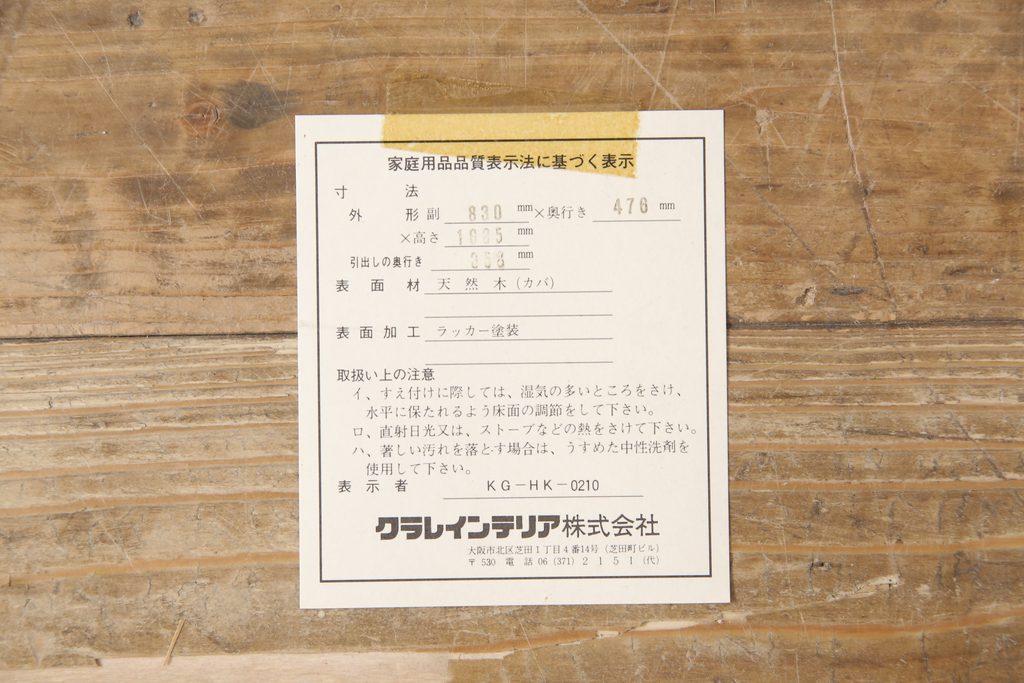 家庭用品品質表示法に基づく表示
寸 法
外 形 副 830 mm ×奥行き 476 mm
×高さ mm
引出しの奥行き 358 mm
表面材 天然木(カバ)
表面加工 ラッカー塗装
取扱い上の注意
イ、すえ付けに際しては、湿気の多いところをさけ、
水平に保たれるよう床面の調節をして下さい。
ロ、直射日光又は、ストーブなどの熱をさけて下さい。
ハ、著しい汚れを落とす場合は、うすめた中性洗剤を
使用して下さい。
表示者 KG-HK-0210
クラレインテリア株式会社
大阪市北区芝田1丁目4番14号(芝田町ビル)
〒530 電話 06(371)2151(代)